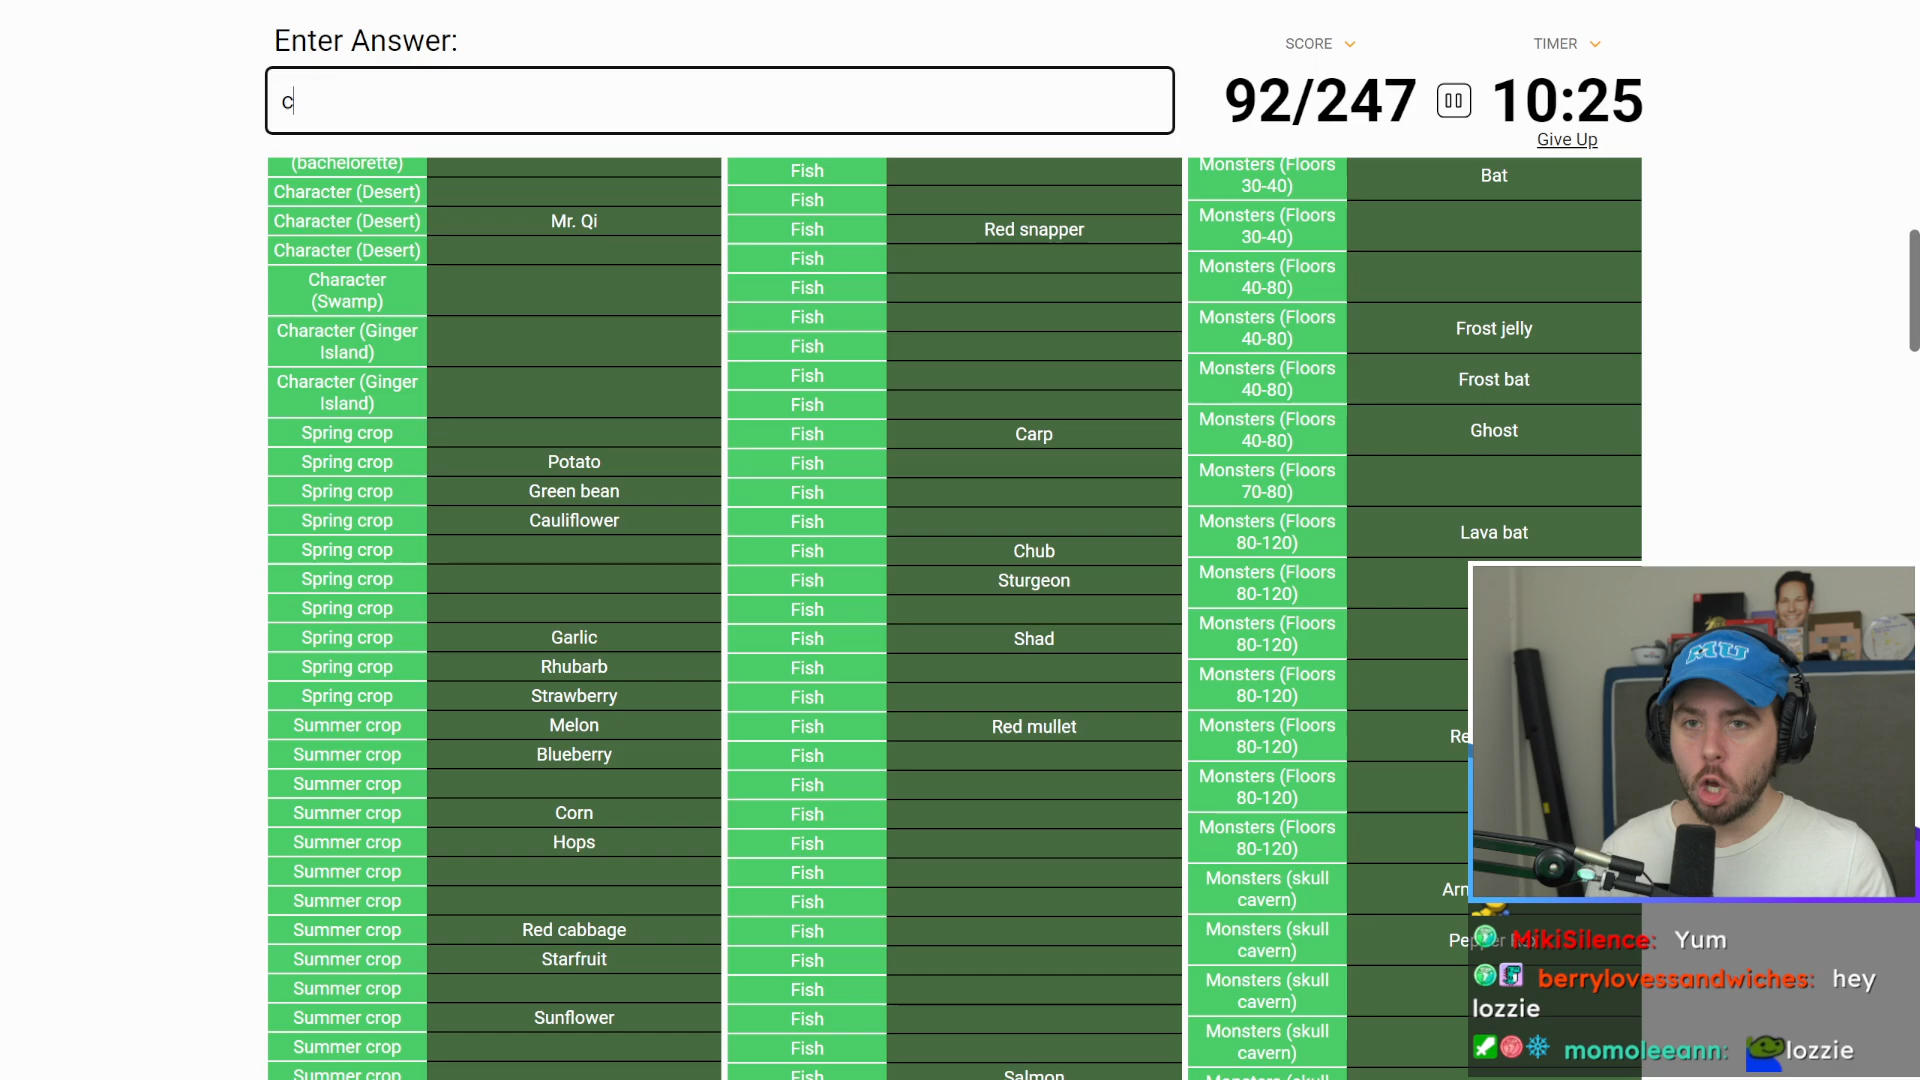 Enter Answer:
c
SCORE
TIMER
92/247
10:25
Give Up
(bachelorette)
Character (Desert)
Character (Desert) Mr. Qi
Character (Desert)
Character
(Swamp)
Character (Ginger
Island)
Character (Ginger
Island)
Spring crop
Spring crop Potato
Spring crop Green bean
Spring crop Cauliflower
Spring crop
Spring crop
Spring crop
Spring crop Garlic
Spring crop Rhubarb
Spring crop Strawberry
Summer crop Melon
Summer crop Blueberry
Summer crop
Summer crop Corn
Summer crop Hops
Summer crop
Summer crop
Summer crop Red cabbage
Summer crop Starfruit
Summer crop
Summer crop Sunflower
Summer crop
Summer crop
Fish
Fish
Fish Red snapper
Fish
Fish
Fish
Fish
Fish
Fish
Fish Carp
Fish
Fish
Fish
Fish Chub
Fish Sturgeon
Fish
Fish Shad
Fish
Fish
Fish Red mullet
Fish
Fish
Fish
Fish
Fish
Fish
Fish
Fish
Fish
Fish
Fish
Fish Salmon
Monsters (Floors
30-40) Bat
Monsters (Floors
30-40)
Monsters (Floors
40-80)
Monsters (Floors
40-80) Frost jelly
Monsters (Floors
40-80) Frost bat
Monsters (Floors
40-80) Ghost
Monsters (Floors
70-80)
Monsters (Floors
80-120) Lava bat
Monsters (Floors
80-120)
Monsters (Floors
80-120)
Monsters (Floors
80-120)
Monsters (Floors
80-120) Re
Monsters (Floors
80-120)
Monsters (Floors
80-120)
Monsters (skull
cavern) Arm
Monsters (skull
cavern)
Monsters (skull
cavern)
Monsters (skull
cavern)
Monsters (skull
MU
MikiSilence: Yum
berrylovessandwiches: hey
lozzie
momoleeann: lozzie